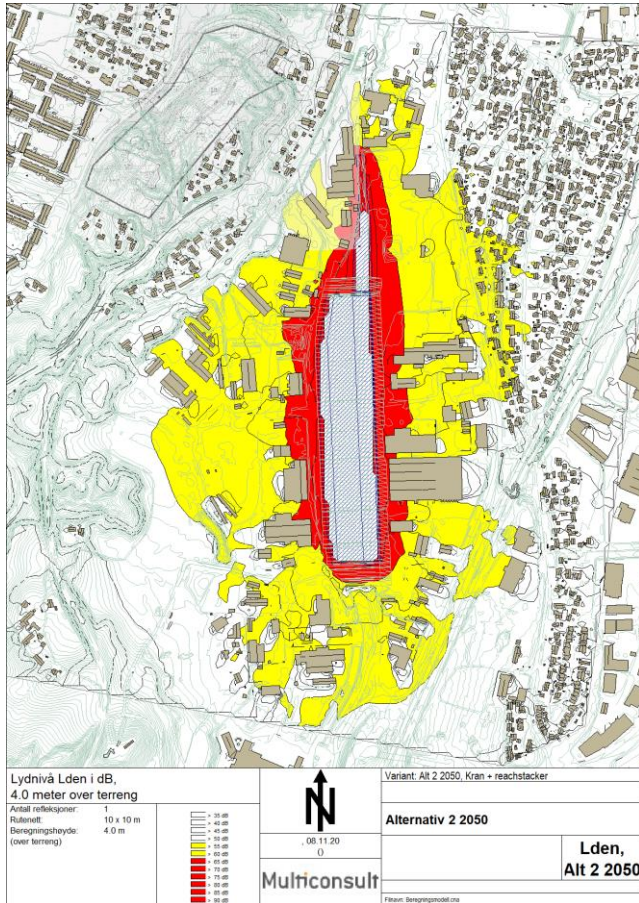 Lydnivå Lden i dB,
4.0 meter over terreng
Antall refleksjoner: 1
Rutenett: 10 x 10 m
Beregningshøyde: 4.0 m
(over terreng)
> 35 dB
> 40 dB
> 45 dB
> 50 dB
> 55 dB
> 60 dB
> 65 dB
> 70 dB
> 75 dB
> 80 dB
> 85 dB
> 90 dB
N
, 08.11.20
()
Multiconsult
Variant: Alt 2 2050, Kran + reachstacker
Alternativ 2 2050
Lden,
Alt 2 2050
Filnavn: Beregningsmodell.cna